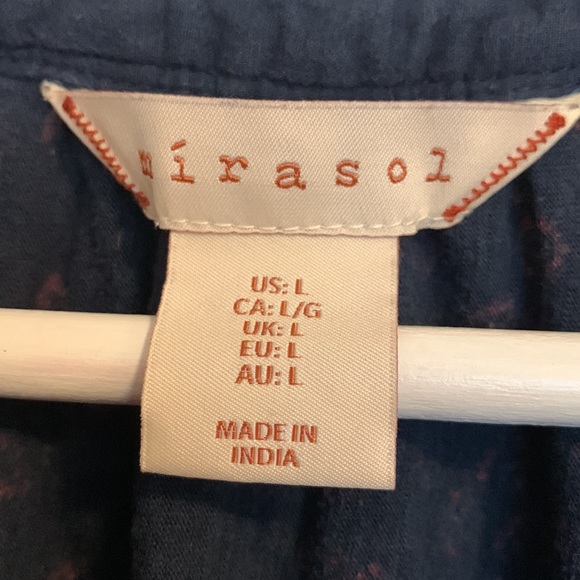 mírasol
US: L
CA: L/G
UK: L
EU: L
AU: L
MADE IN
INDIA